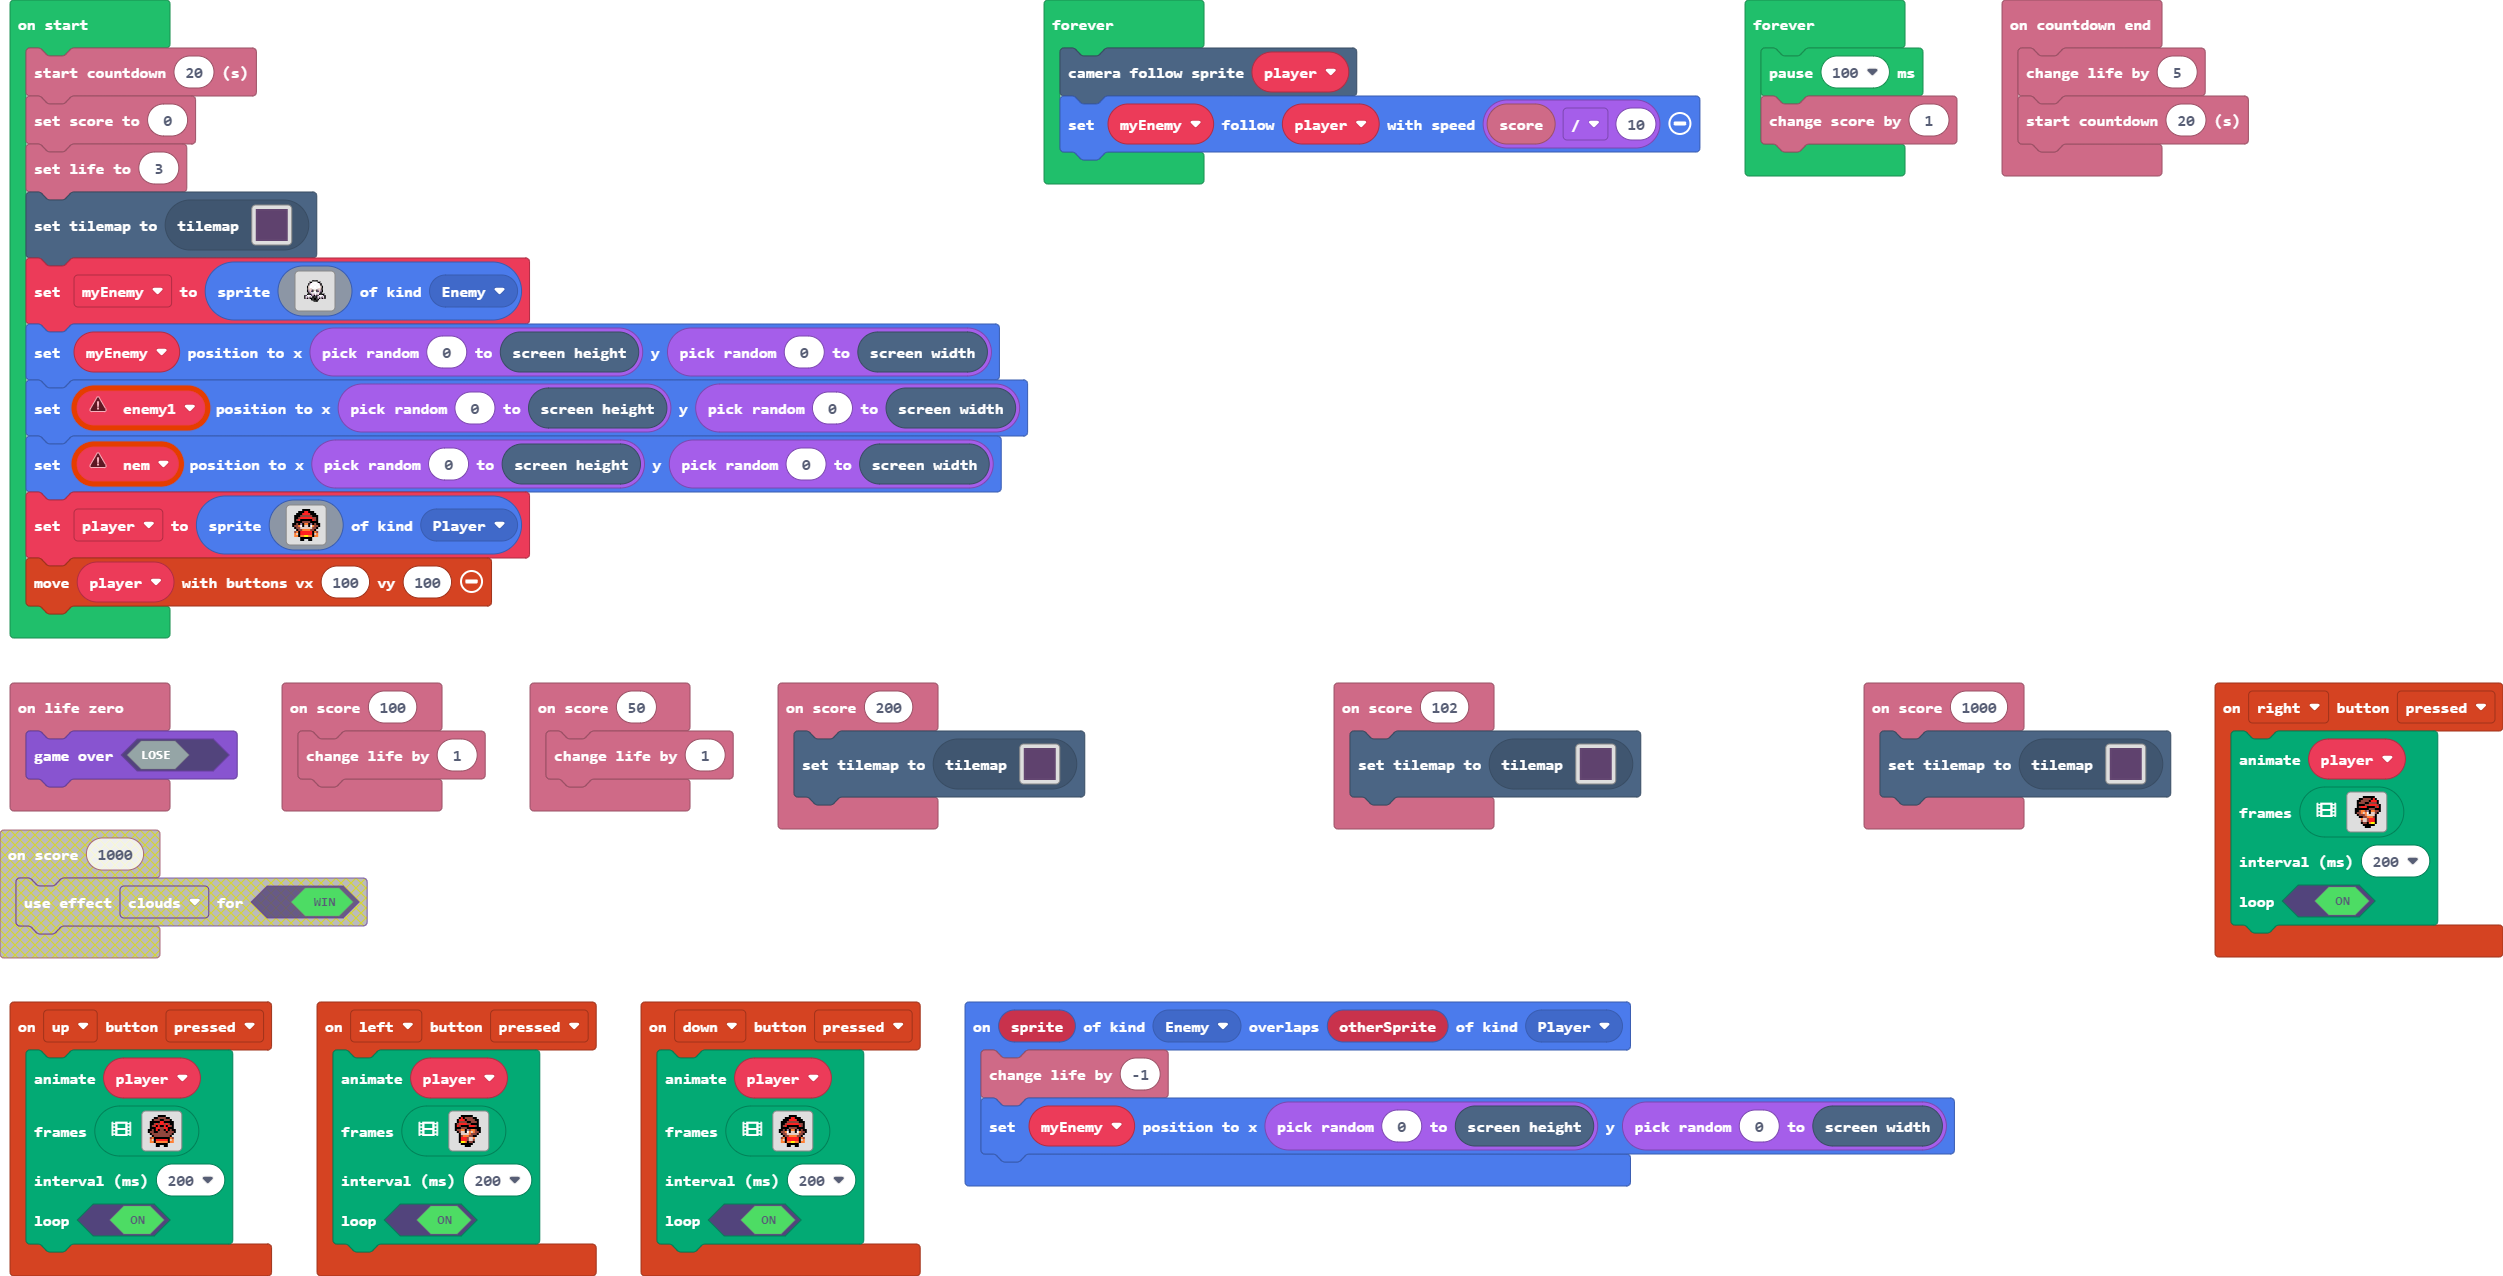 on start
start countdown 20 (s)
set score to 0
set life to 3
set tilemap to tilemap
set myEnemy to sprite of kind Enemy
set myEnemy position to x pick random 0 to screen height y pick random 0 to screen width
set enemy1 position to x pick random 0 to screen height y pick random 0 to screen width
set nem position to x pick random 0 to screen height y pick random 0 to screen width
set player to sprite of kind Player
move player with buttons vx 100 vy 100
forever
camera follow sprite player
set myEnemy follow player with speed score / 10
forever
pause 100 ms
change score by 1
on countdown end
change life by 5
start countdown 20 (s)
on life zero
game over LOSE
on score 100
change life by 1
on score 50
change life by 1
on score 200
set tilemap to tilemap
on score 102
set tilemap to tilemap
on score 1000
set tilemap to tilemap
on right button pressed
animate player
frames
interval (ms) 200
loop ON
on score 1000
use effect clouds for WIN
on up button pressed
animate player
frames
interval (ms) 200
loop ON
on left button pressed
animate player
frames
interval (ms) 200
loop ON
on down button pressed
animate player
frames
interval (ms) 200
loop ON
on sprite of kind Enemy overlaps otherSprite of kind Player
change life by -1
set myEnemy position to x pick random 0 to screen height y pick random 0 to screen width